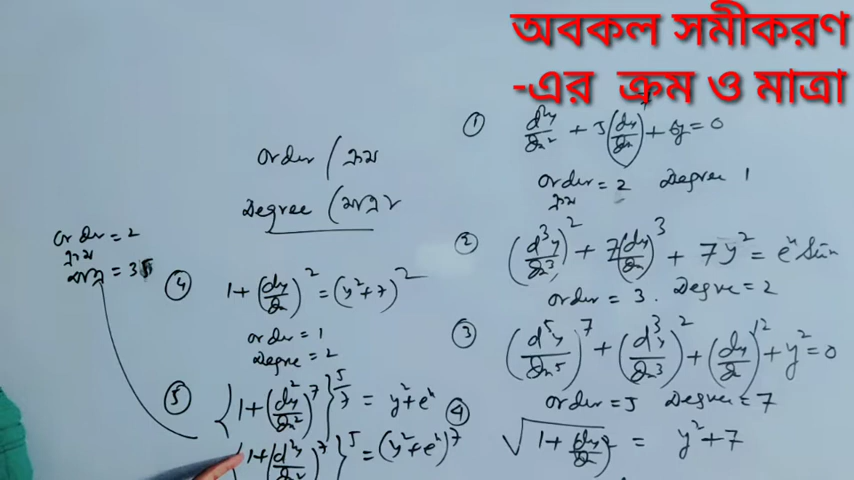 অবকল সমীকরণ
-এর ক্রম ও মাত্রা
① d²y/dx² + 5(dy/dx) + 6y = 0
order = 2 Degree 1
ক্রম
order / ক্রম
Degree (মাত্রা
② (d³y/dx³)² + 7(dy/dx)³ + 7y² = eˣ Sin
order = 3. Degree = 2
order = 2
ক্রম
মাত্রা = 35
④ 1 + (dy/dx)² = (y² + 7)²
order = 1
Degree = 2
③ (d⁵y/dx⁵)⁷ + (d³y/dx³)² + (dy/dx)¹² + y² = 0
order = 5 Degree = 7
⑤ {1 + (d²y/dx²)⁷}^5/7 = y² + eˣ
{1 + (d²y/dx²)⁷}⁵ = (y² + eˣ)⁷
④ √1 + (dy/dx)² = y² + 7